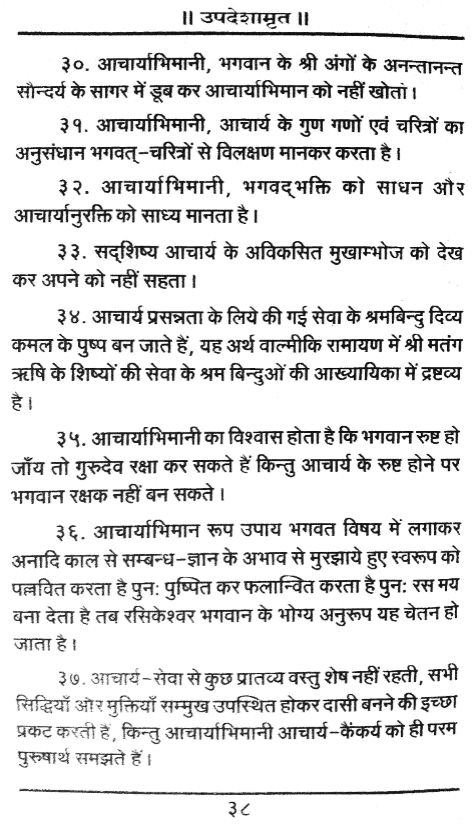 ॥ उपदेशामृत ॥
३०. आचार्याभिमानी, भगवान के श्री अंगों के अनन्तानन्त
सौन्दर्य के सागर में डूब कर आचार्याभिमान को नहीं खोता।
३१. आचार्याभिमानी, आचार्य के गुण गणों एवं चरित्रों का
अनुसंधान भगवत्-चरित्रों से विलक्षण मानकर करता है।
३२. आचार्याभिमानी, भगवद्भक्ति को साधन और
आचार्यानुरक्ति को साध्य मानता है।
३३. सद्शिष्य आचार्य के अविकसित मुखाम्भोज को देख
कर अपने को नहीं सहता।
३४. आचार्य प्रसन्नता के लिये की गई सेवा के श्रमबिन्दु दिव्य
कमल के पुष्प बन जाते हैं, यह अर्थ वाल्मीकि रामायण में श्री मतंग
ऋषि के शिष्यों की सेवा के श्रम बिन्दुओं की आख्यायिका में द्रष्टव्य
है।
३५. आचार्याभिमानी का विश्वास होता है कि भगवान रुष्ट हो
जाँय तो गुरुदेव रक्षा कर सकते हैं किन्तु आचार्य के रुष्ट होने पर
भगवान रक्षक नहीं बन सकते।
३६. आचार्याभिमान रूप उपाय भगवत विषय में लगाकर
अनादि काल से सम्बन्ध-ज्ञान के अभाव से मुरझाये हुए स्वरूप को
पल्लवित करता है पुनः पुष्पित कर फलान्वित करता है पुनः रस मय
बना देता है तब रसिकेश्वर भगवान के भोग्य अनुरूप यह चेतन हो
जाता है।
३७. आचार्य-सेवा से कुछ प्रातव्य वस्तु शेष नहीं रहती, सभी
सिद्धियाँ ओर मुक्तियाँ सम्मुख उपस्थित होकर दासी बनने की इच्छा
प्रकट करती हैं, किन्तु आचार्याभिमानी आचार्य-कैंकर्य को ही परम
पुरुषार्थ समझते हैं।
३८